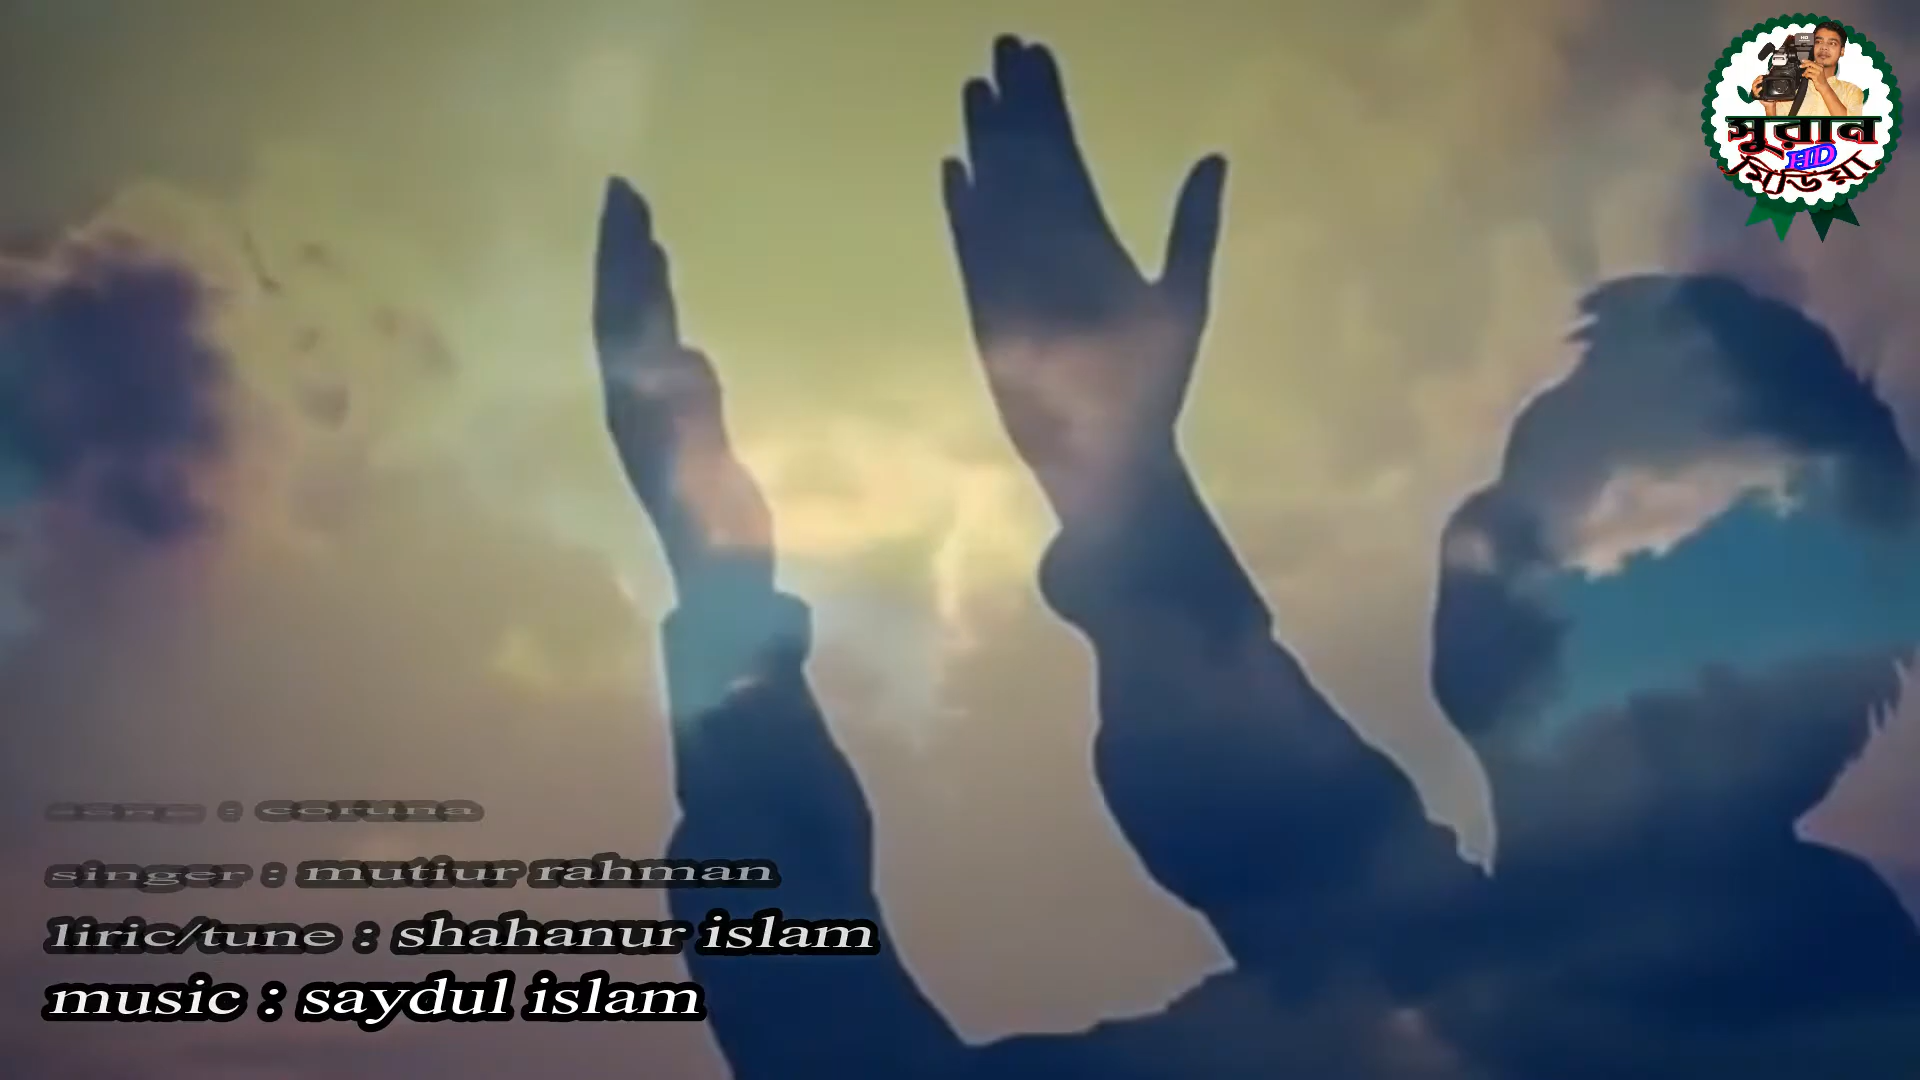 সুরান
HD
মিডিয়া
: coruna
singer : mutiur rahman
liric/tune : shahanur islam
music : saydul islam